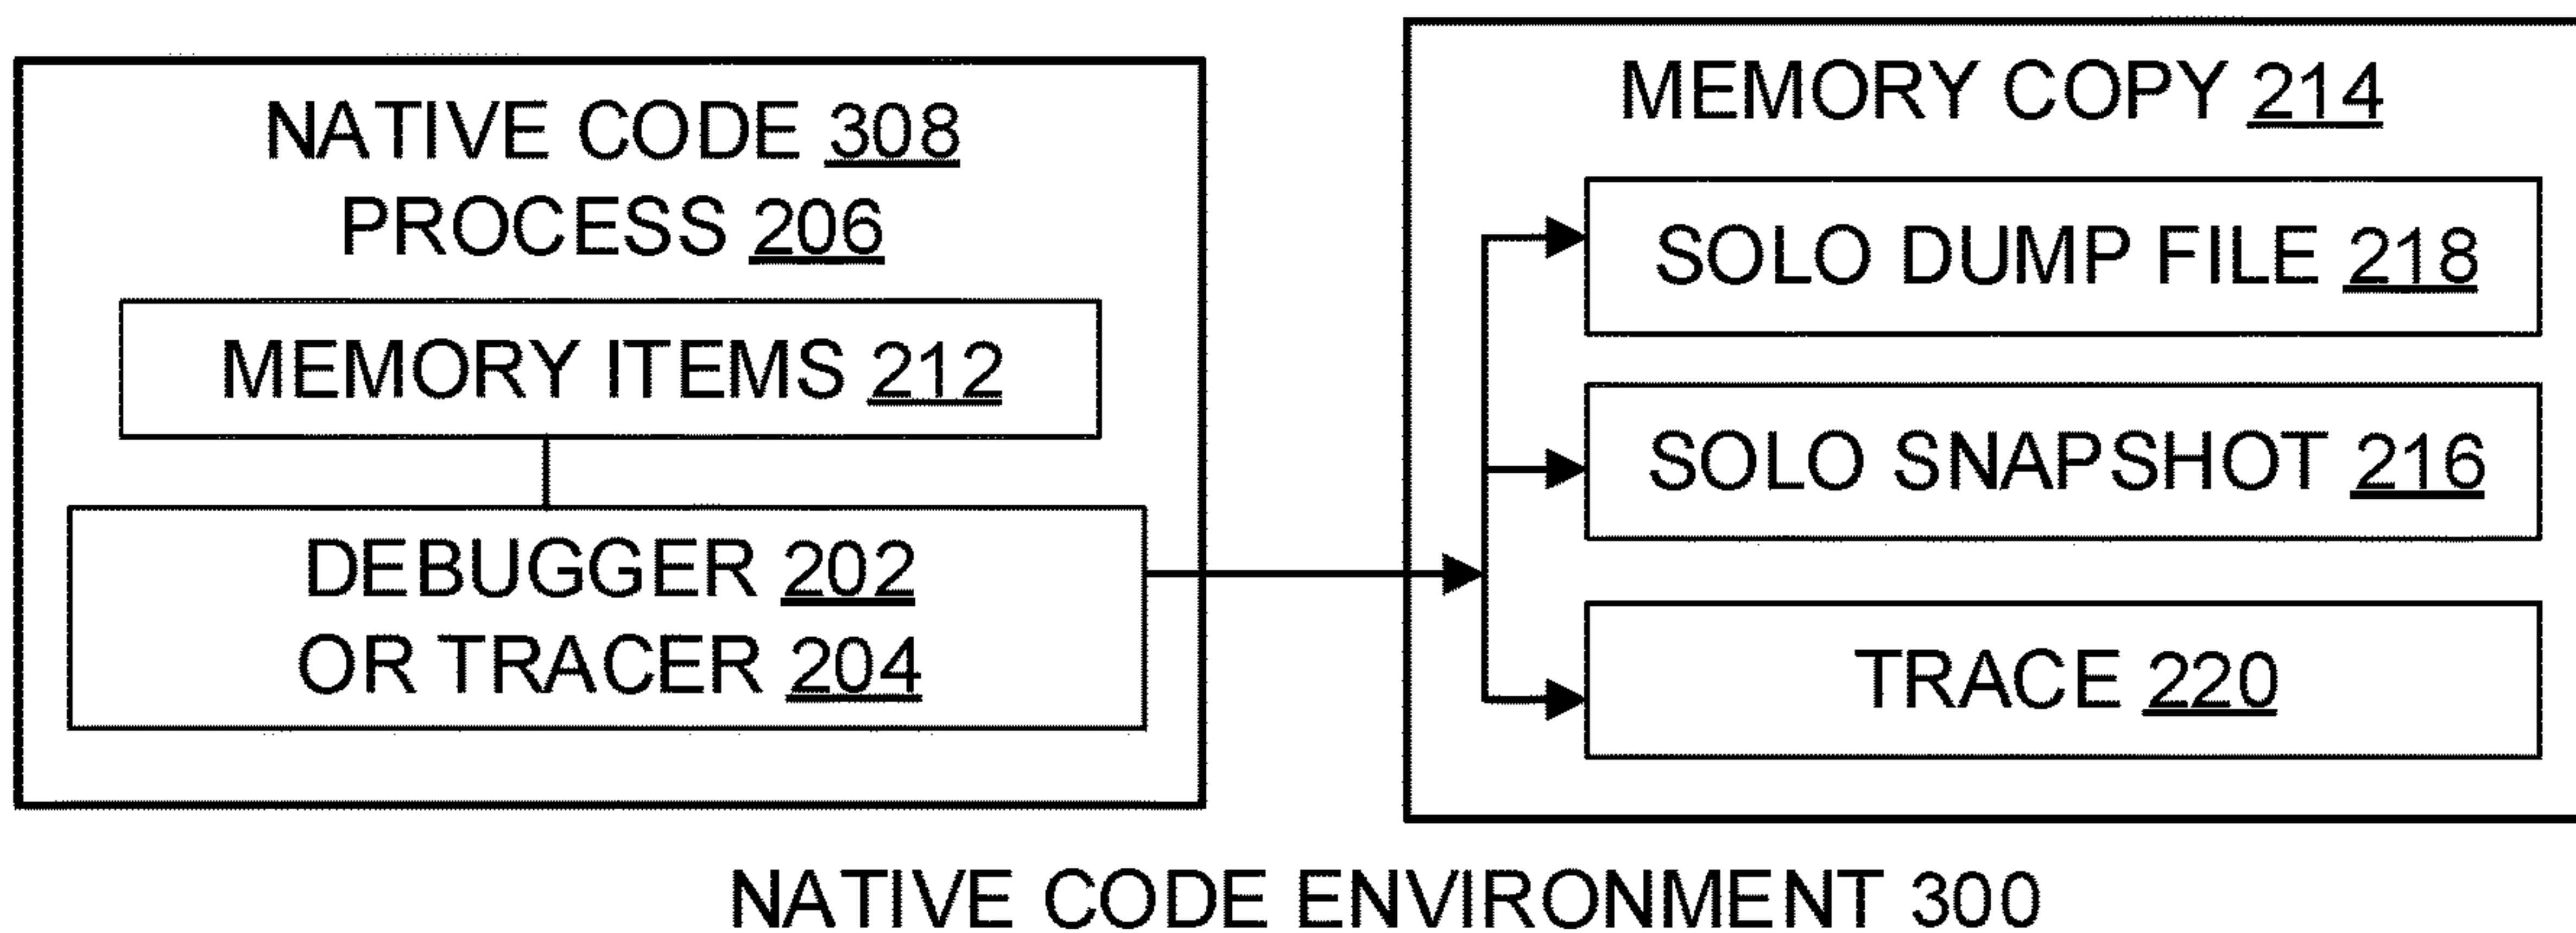 NATIVE CODE 308
PROCESS 206
MEMORY ITEMS 212
DEBUGGER 202
OR TRACER 204
MEMORY COPY 214
SOLO DUMP FILE 218
SOLO SNAPSHOT 216
TRACE 220
NATIVE CODE ENVIRONMENT 300